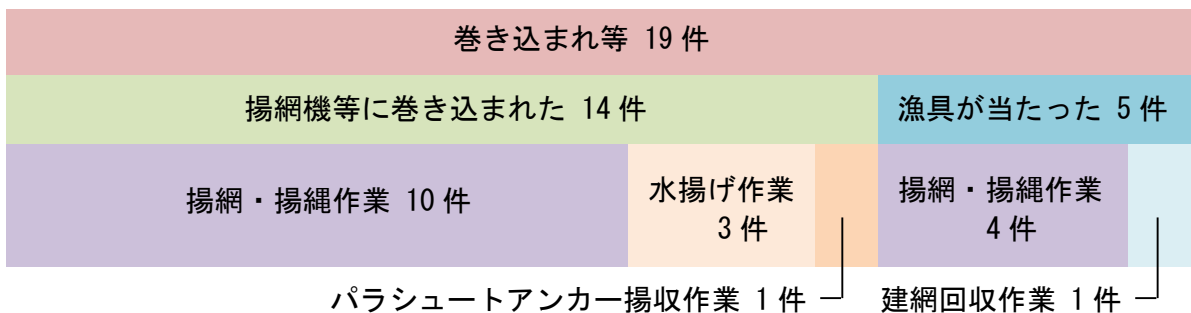 巻き込まれ等 19 件
揚網機等に巻き込まれた 14 件
漁具が当たった 5 件
揚網・揚縄作業 10 件
水揚げ作業
3 件
揚網・揚縄作業
4 件
パラシュートアンカー揚収作業 1 件
建網回収作業 1 件